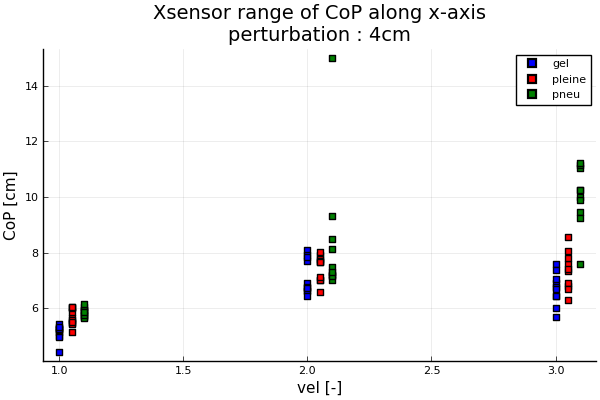 Xsensor range of CoP along x-axis
perturbation : 4cm
CoP [cm]
14
12
10
8
6
gel
pleine
pneu
1.0
1.5
2.0
2.5
3.0
vel [-]